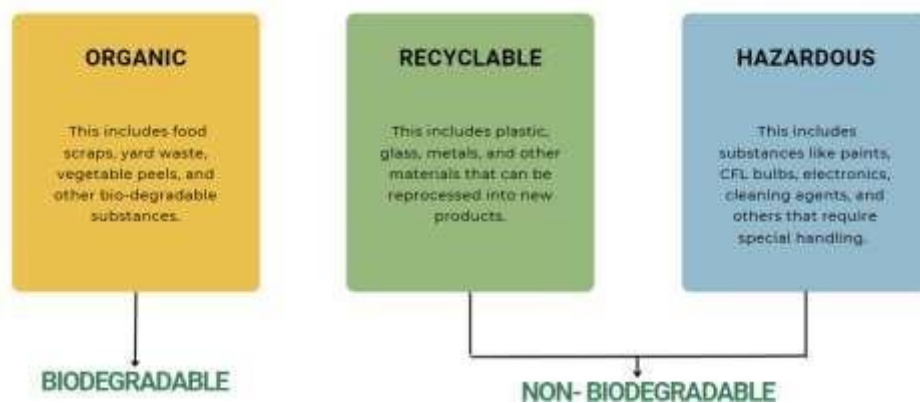 ORGANIC
This includes food
scraps, yard waste,
vegetable peels, and
other bio-degradable
substances.
RECYCLABLE
This includes plastic,
glass, metals, and other
materials that can be
reprocessed into new
products.
HAZARDOUS
This includes
substances like paints,
CFL bulbs, electronics,
cleaning agents, and
others that require
special handling.
BIODEGRADABLE
NON- BIODEGRADABLE